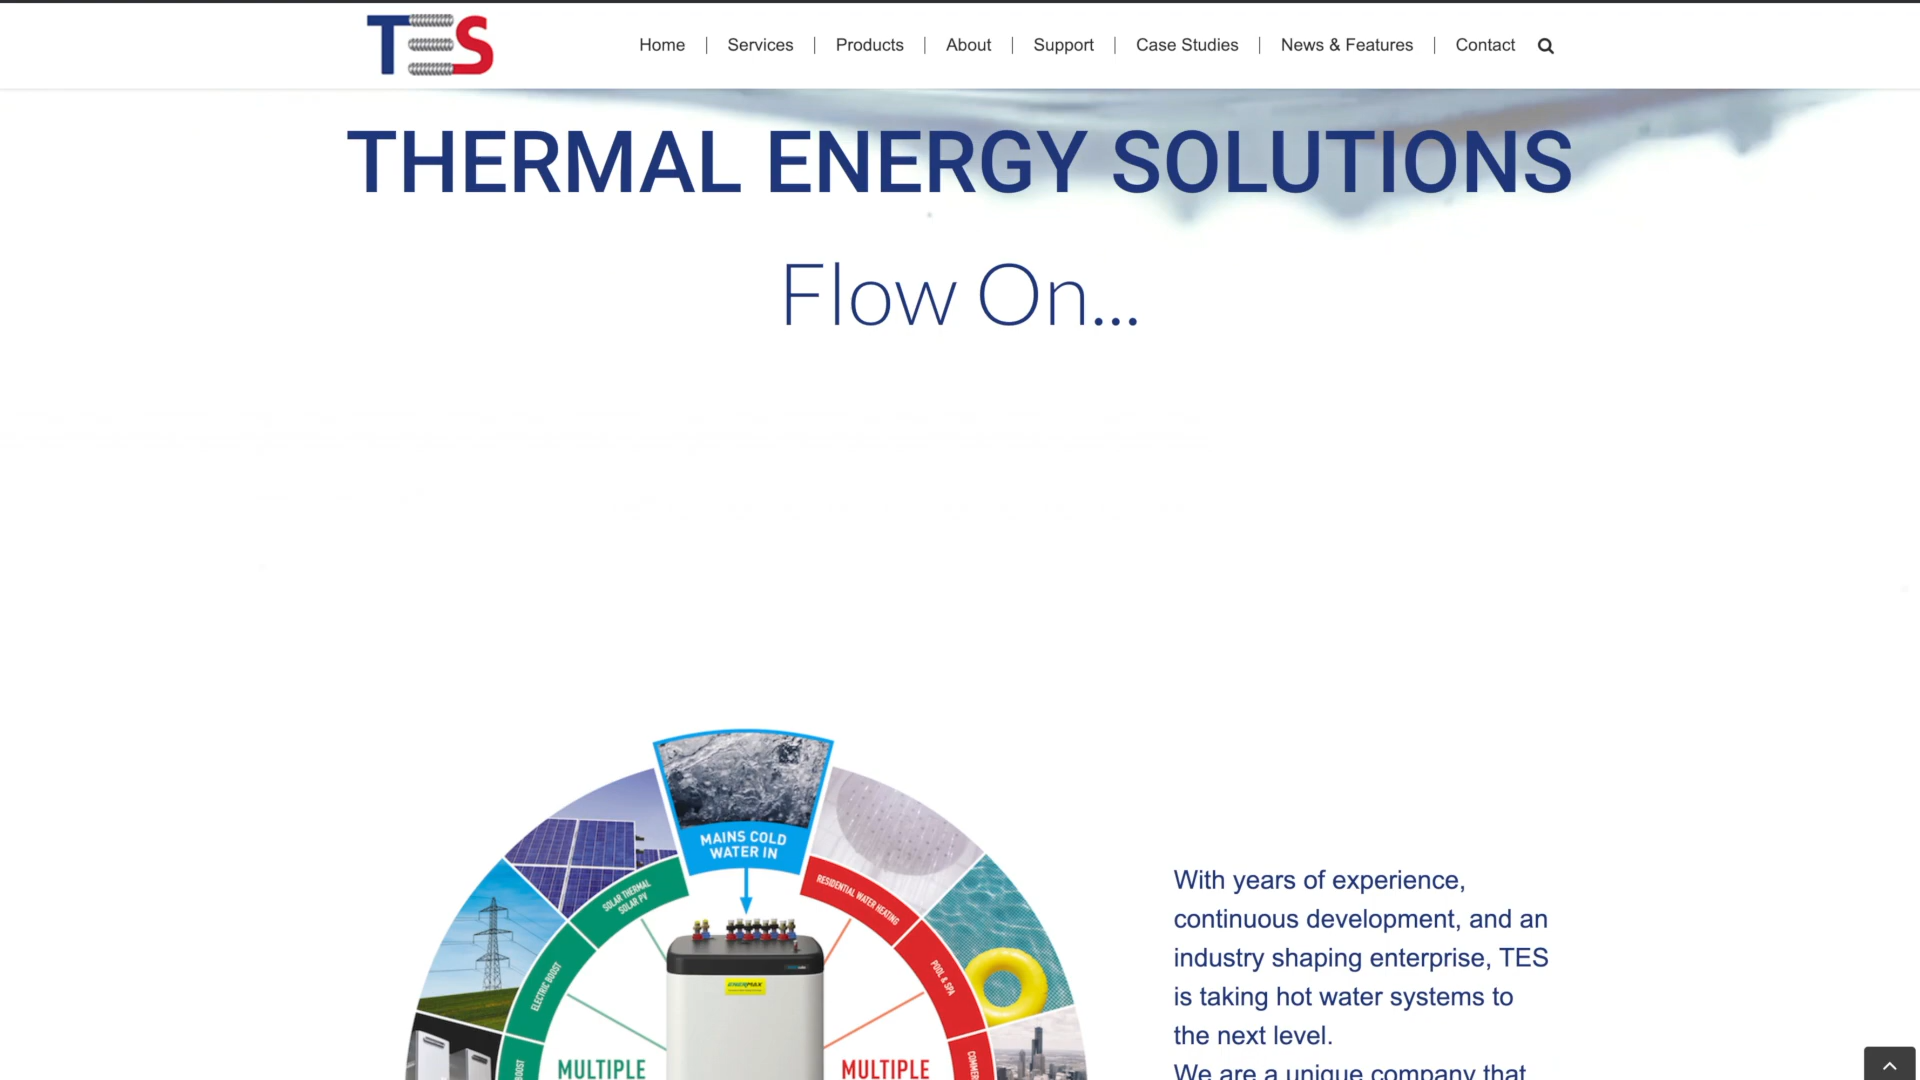 TES
Home | Services | Products | About | Support | Case Studies | News & Features | Contact
THERMAL ENERGY SOLUTIONS
Flow On...
MAINS COLD
WATER IN
SOLAR THERMAL
SOLAR PV
RESIDENTIAL WATER HEATING
ELECTRIC BOOST
POOL & SPA
ENERMAX
MULTIPLE
MULTIPLE
With years of experience,
continuous development, and an
industry shaping enterprise, TES
is taking hot water systems to
the next level.
We are a unique company that